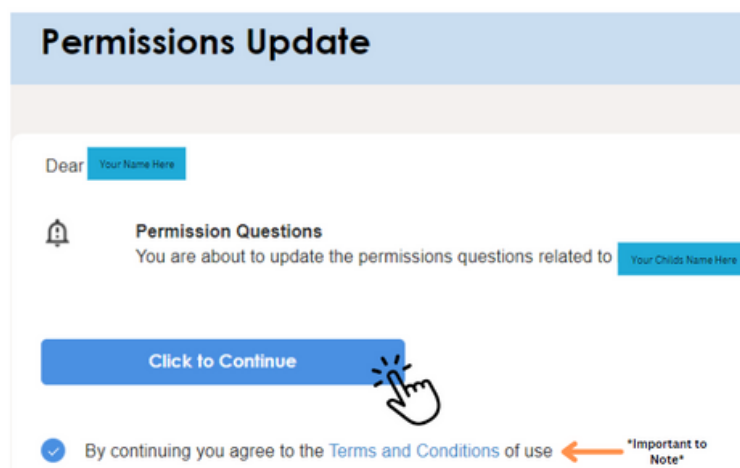 Permissions Update
Dear Your Name Here
Permission Questions
You are about to update the permissions questions related to Your Childs Name Here
Click to Continue
By continuing you agree to the Terms and Conditions of use
*Important to
Note*